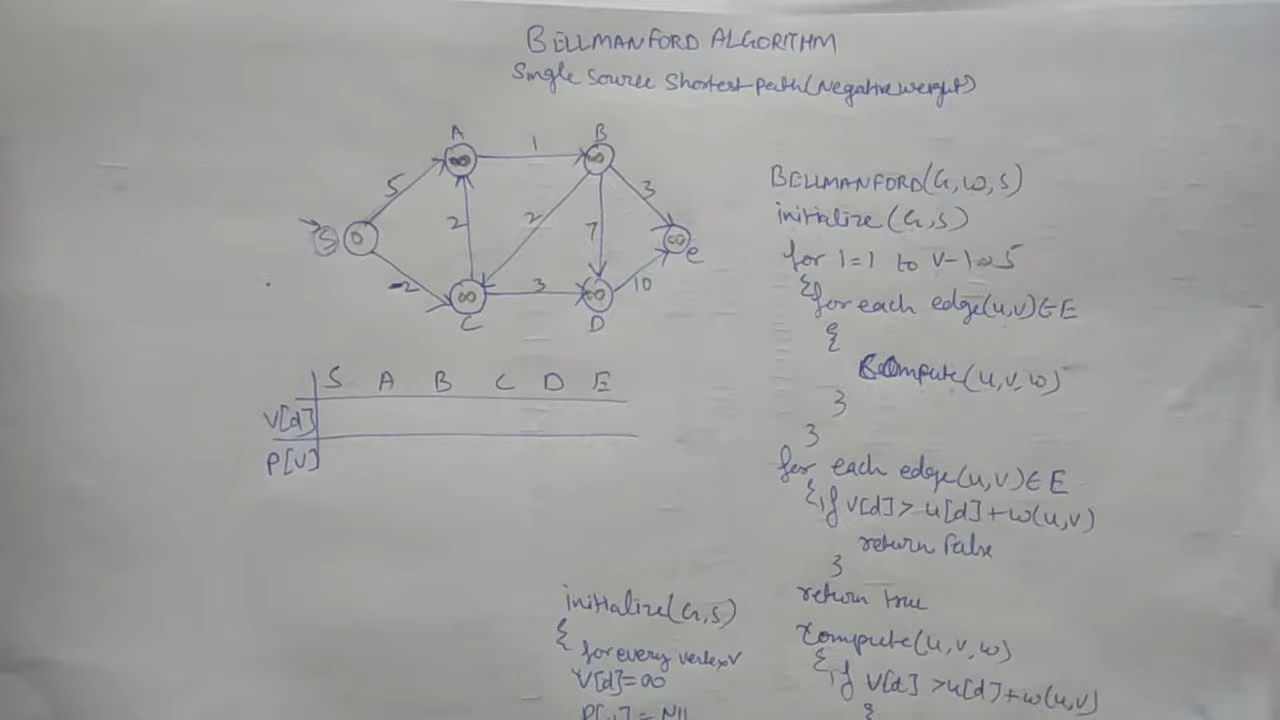 BELLMANFORD ALGORITHM
Single Source Shortest path (Negative weight)
A
1
B
5
2
2
7
3
S
0
∞
∞
∞
∞
∞
e
-2
3
10
C
D
S A B C D E
V[d]
P[v]
BELLMANFORD(G, W, S)
initialize (G, S)
for i=1 to V-1 → 5
{for each edge(u,v)∈E
{
Compute(u, v, w)
}
}
for each edge(u,v)∈E
{if v[d] > u[d]+w(u,v)
return False
}
return true
initialize(G,S)
{
for every vertex v
V[d]=∞
P[v] = Nil
compute(u, v, w)
{if v[d] >u[d]+w(u,v)
{